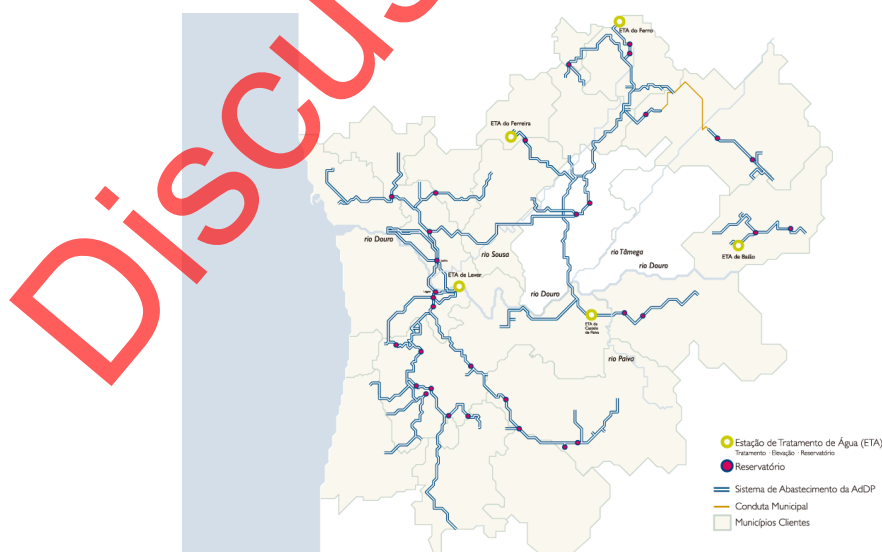 Discus
ETA do Ferro
ETA do Ferreira
rio Douro
rio Sousa
rio Tâmega
rio Douro
ETA de Baião
ETA de Lever
rio Douro
ETA de
Castelo
de Paiva
rio Paiva
Estação de Tratamento de Água (ETA)
Tratamento · Elevação · Reservatório
Reservatório
Sistema de Abastecimento da AdDP
Conduta Municipal
Municípios Clientes